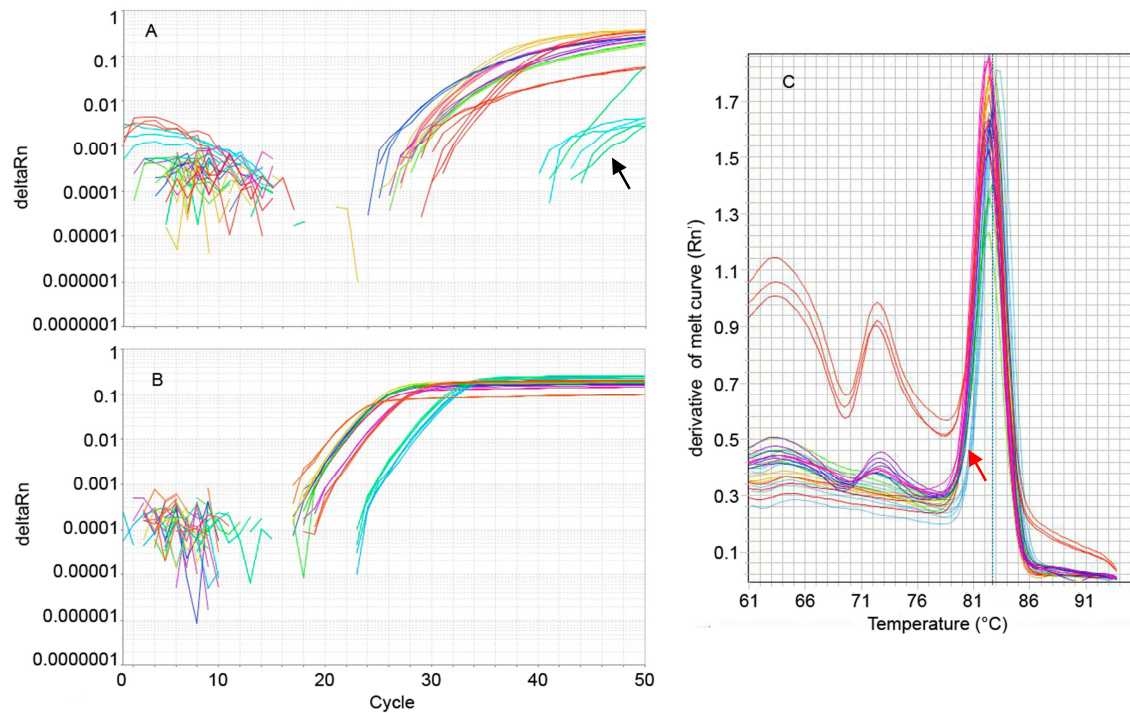 A
1
0.1
0.01
0.001
0.0001
0.00001
0.000001
0.0000001
deltaRn
B
1
0.1
0.01
0.001
0.0001
0.00001
0.000001
0.0000001
deltaRn
0 10 20 30 40 50
Cycle
C
1.7
1.5
1.3
1.1
0.9
0.7
0.5
0.3
0.1
derivative of melt curve (Rn')
61 66 71 76 81 86 91
Temperature (°C)